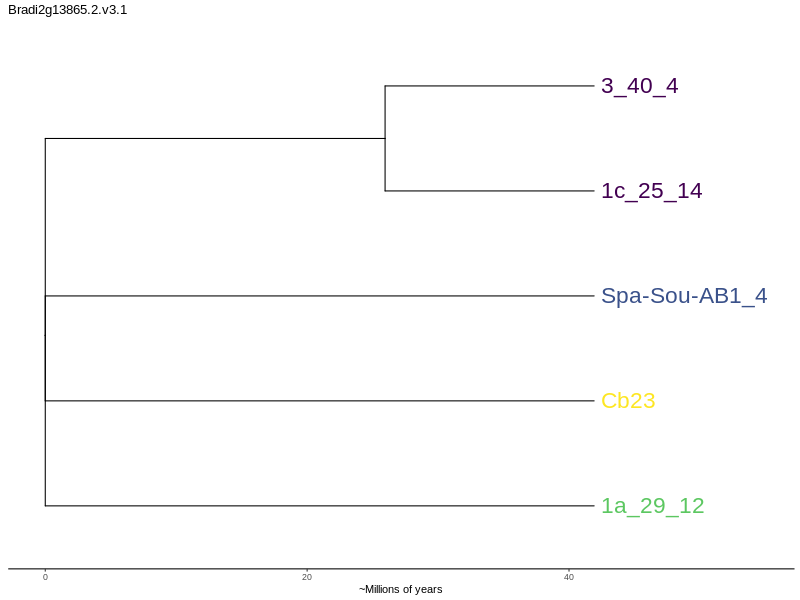 Bradi2g13865.2.v3.1
3_40_4
1c_25_14
Spa-Sou-AB1_4
Cb23
1a_29_12
0 20 40
~Millions of years